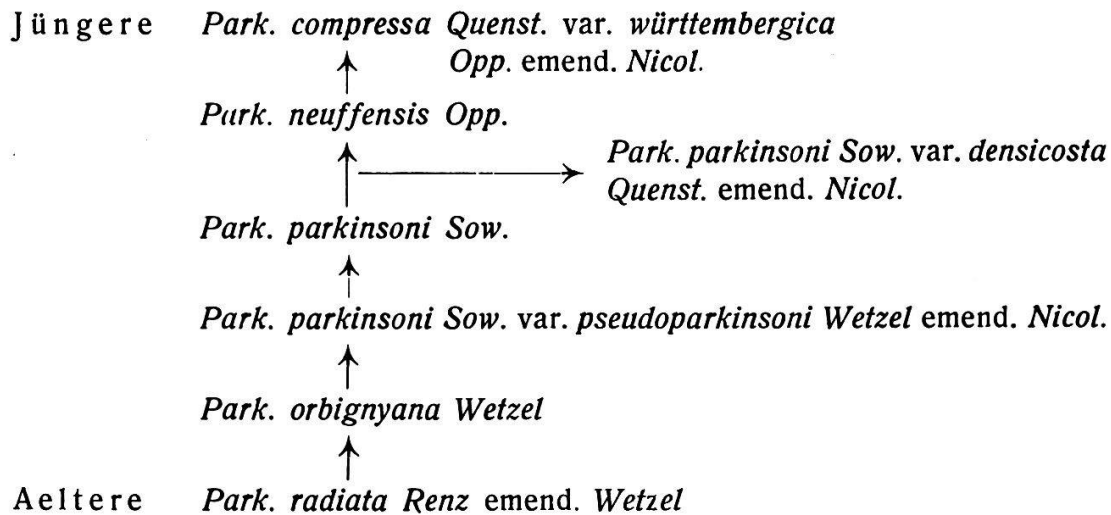 Jüngere Park. compressa Quenst. var. württembergica
Opp. emend. Nicol.
Park. neuffensis Opp.
Park. parkinsoni Sow. var. densicosta
Quenst. emend. Nicol.
Park. parkinsoni Sow.
Park. parkinsoni Sow. var. pseudoparkinsoni Wetzel emend. Nicol.
Park. orbignyana Wetzel
Aeltere Park. radiata Renz emend. Wetzel